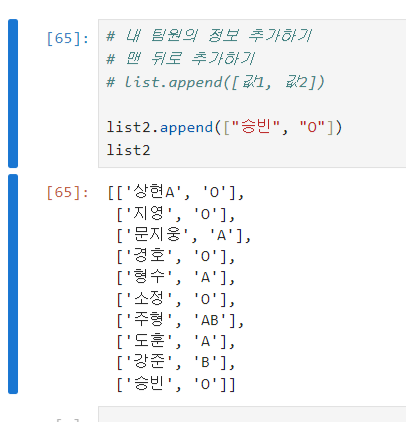 [65]: # 내 팀원의 정보 추가하기
# 맨 뒤로 추가하기
# list.append([값1, 값2])
list2.append(["승빈", "O"])
list2
[65]: [['상현A', 'O'],
['지영', 'O'],
['문지웅', 'A'],
['경호', 'O'],
['형수', 'A'],
['소정', 'O'],
['주형', 'AB'],
['도훈', 'A'],
['강준', 'B'],
['승빈', 'O']]